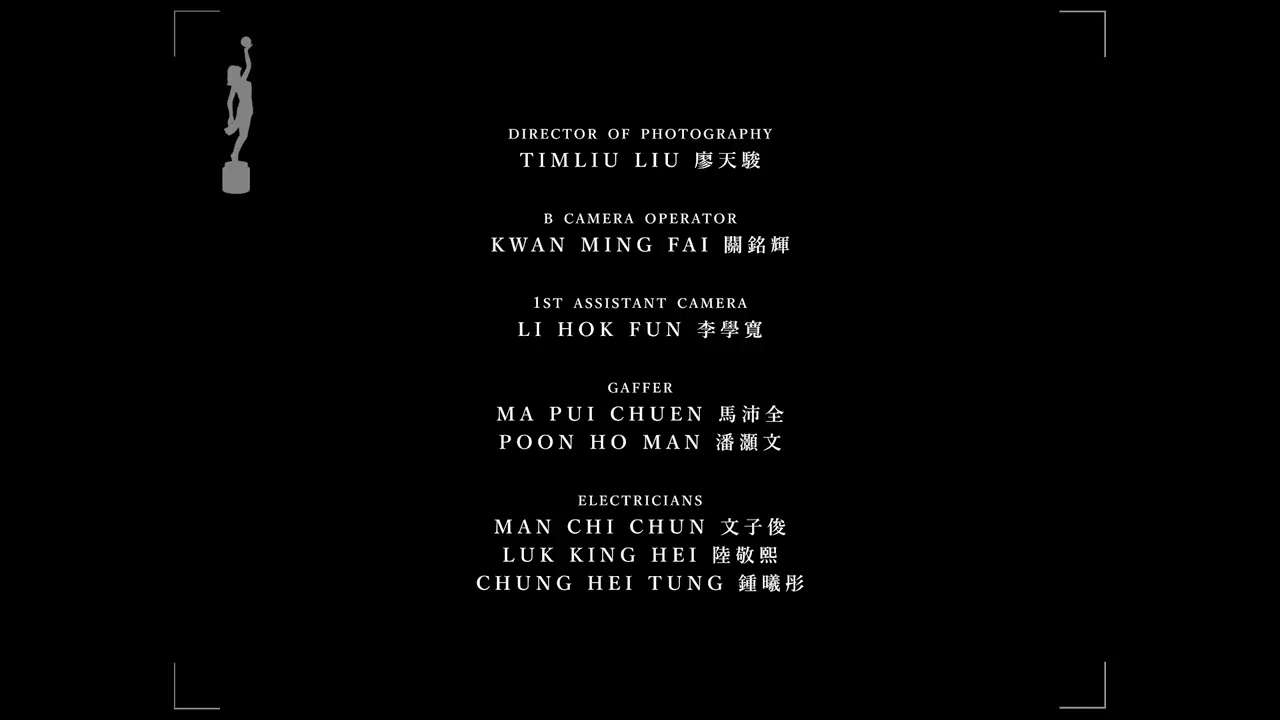 DIRECTOR OF PHOTOGRAPHY
TIMLIU LIU 廖天駿
B CAMERA OPERATOR
KWAN MING FAI 關銘輝
1ST ASSISTANT CAMERA
LI HOK FUN 李學寬
GAFFER
MA PUI CHUEN 馬沛全
POON HO MAN 潘灝文
ELECTRICIANS
MAN CHI CHUN 文子俊
LUK KING HEI 陸敬熙
CHUNG HEI TUNG 鍾曦彤